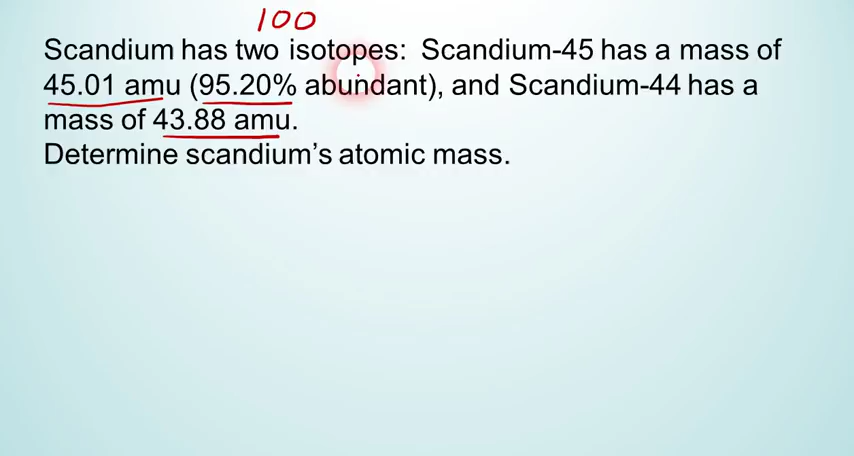 100
Scandium has two isotopes: Scandium-45 has a mass of
45.01 amu (95.20% abundant), and Scandium-44 has a
mass of 43.88 amu.
Determine scandium's atomic mass.